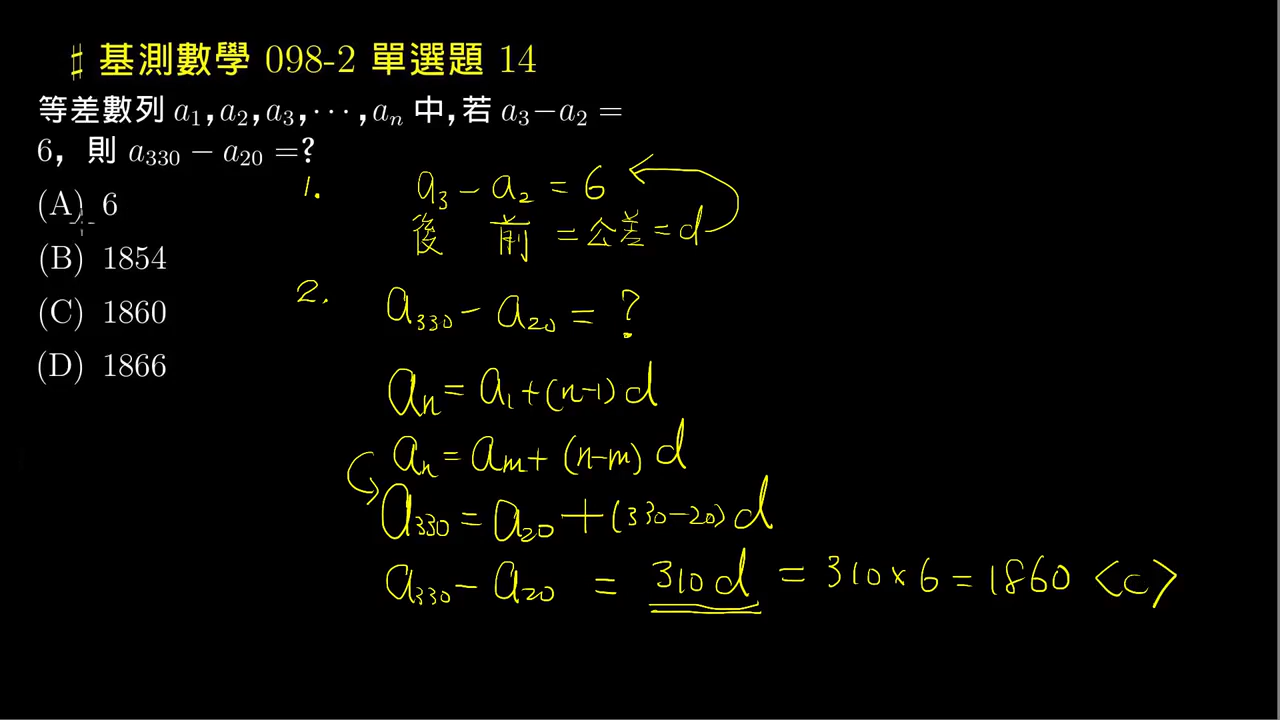 ♯ 基測數學 098-2 單選題 14
等差數列 a₁,a₂,a₃,⋯,aₙ 中,若 a₃−a₂ =
6，則 a₃₃₀ − a₂₀ =?
(A) 6
(B) 1854
(C) 1860
(D) 1866
1. a₃ − a₂ = 6
後 前 = 公差 = d
2. a₃₃₀ − a₂₀ = ?
aₙ = a₁ + (n−1) d
aₙ = aₘ + (n−m) d
a₃₃₀ = a₂₀ + (330−20) d
a₃₃₀ − a₂₀ = 310 d = 310 × 6 = 1860 <c>